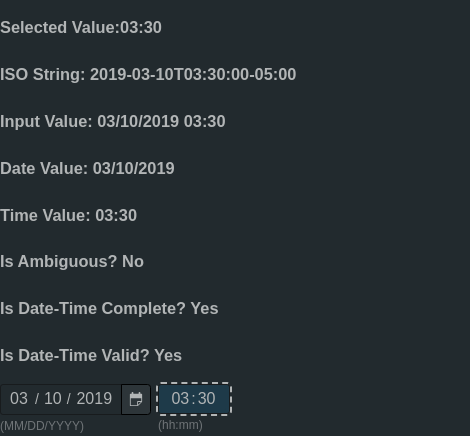 Selected Value:03:30
ISO String: 2019-03-10T03:30:00-05:00
Input Value: 03/10/2019 03:30
Date Value: 03/10/2019
Time Value: 03:30
Is Ambiguous? No
Is Date-Time Complete? Yes
Is Date-Time Valid? Yes
03 / 10 / 2019 03:30
(MM/DD/YYYY) (hh:mm)